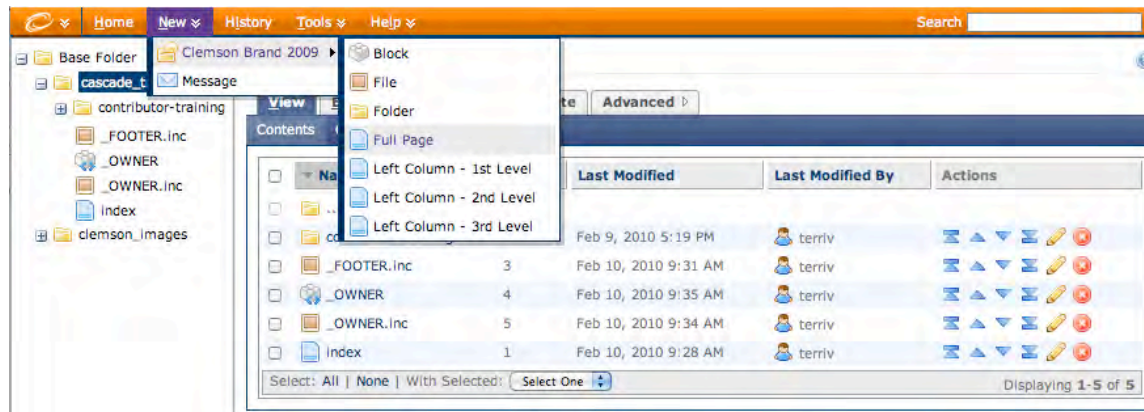 Home New History Tools Help Search
Base Folder
cascade_t
contributor-training
_FOOTER.inc
_OWNER
_OWNER.inc
index
clemson_images
Clemson Brand 2009
Message
Block
File
Folder
Full Page
Left Column - 1st Level
Left Column - 2nd Level
Left Column - 3rd Level
View te Advanced
Contents
Na Last Modified Last Modified By Actions
..
co Feb 9, 2010 5:19 PM terriv
_FOOTER.inc 3 Feb 10, 2010 9:31 AM terriv
_OWNER 4 Feb 10, 2010 9:35 AM terriv
_OWNER.inc 5 Feb 10, 2010 9:34 AM terriv
index 1 Feb 10, 2010 9:28 AM terriv
Select: All | None | With Selected: Select One Displaying 1-5 of 5